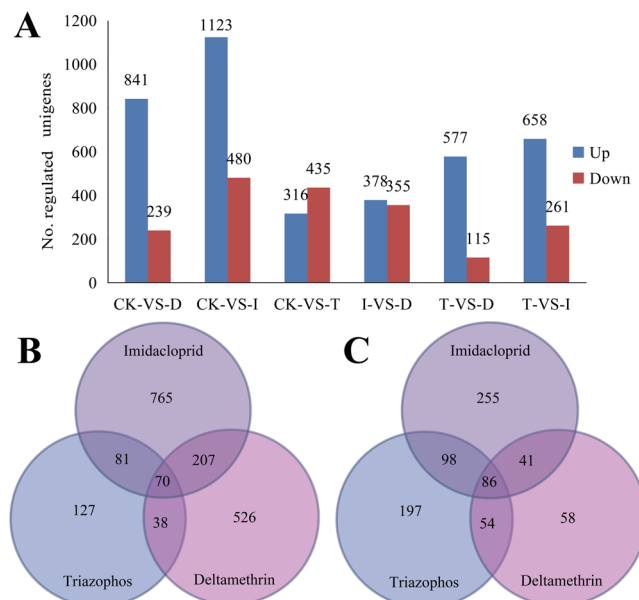 A
No. regulated unigenes
1200
1000
800
600
400
200
0
841
239
1123
480
316
435
378
355
577
115
658
261
Up
Down
CK-VS-D CK-VS-I CK-VS-T I-VS-D T-VS-D T-VS-I
B
Imidacloprid
765
81
207
70
127
38
526
Triazophos
Deltamethrin
C
Imidacloprid
255
98
41
86
197
54
58
Triazophos
Deltamethrin